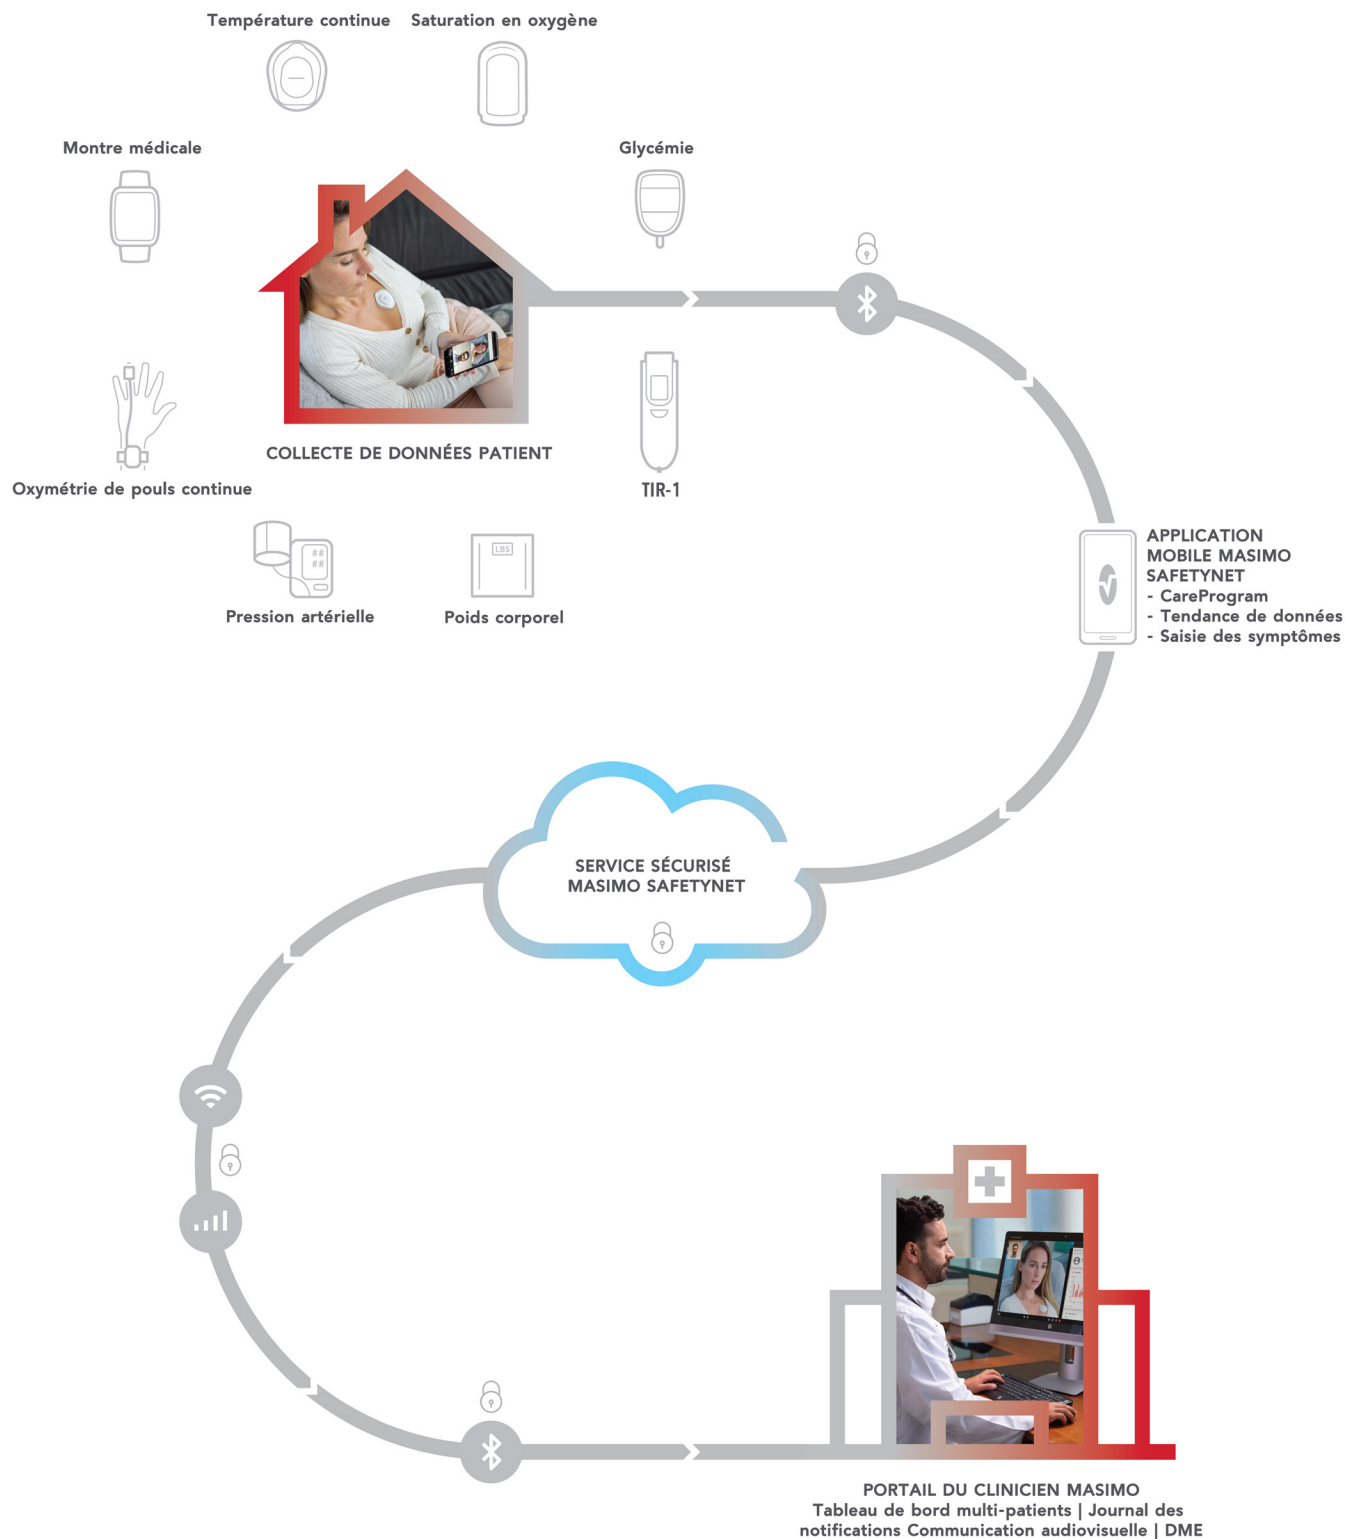 Température continue
Saturation en oxygène
Montre médicale
Glycémie
COLLECTE DE DONNÉES PATIENT
Oxymétrie de pouls continue
TIR-1
##
##
LBS
Pression artérielle
Poids corporel
APPLICATION
MOBILE MASIMO
SAFETYNET
- CareProgram
- Tendance de données
- Saisie des symptômes
SERVICE SÉCURISÉ
MASIMO SAFETYNET
PORTAIL DU CLINICIEN MASIMO
Tableau de bord multi-patients | Journal des
notifications Communication audiovisuelle | DME